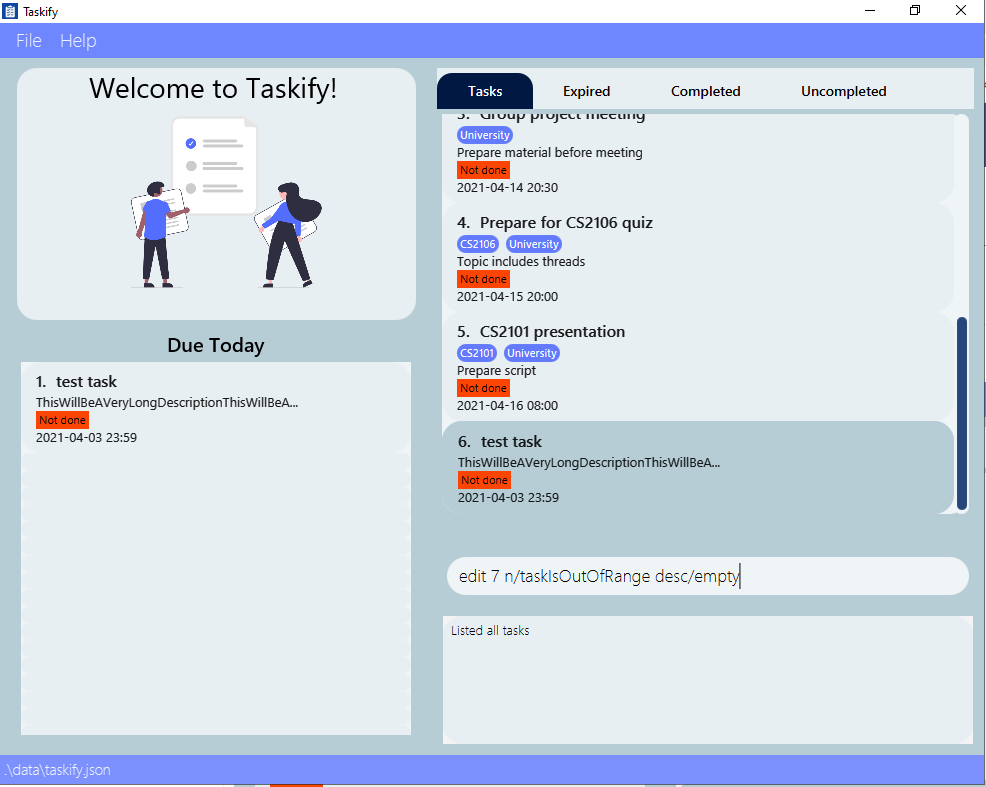 Taskify
File Help
Welcome to Taskify!
Due Today
1. test task
ThisWillBeAVeryLongDescriptionThisWillBeA...
Not done
2021-04-03 23:59
Tasks Expired Completed Uncompleted
3. Group project meeting
University
Prepare material before meeting
Not done
2021-04-14 20:30
4. Prepare for CS2106 quiz
CS2106 University
Topic includes threads
Not done
2021-04-15 20:00
5. CS2101 presentation
CS2101 University
Prepare script
Not done
2021-04-16 08:00
6. test task
ThisWillBeAVeryLongDescriptionThisWillBeA...
Not done
2021-04-03 23:59
edit 7 n/taskIsOutOfRange desc/empty
Listed all tasks
.\data\taskify.json